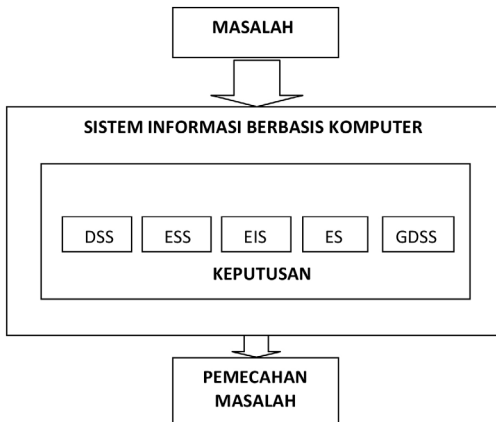 MASALAH
SISTEM INFORMASI BERBASIS KOMPUTER
DSS ESS EIS ES GDSS
KEPUTUSAN
PEMECAHAN
MASALAH